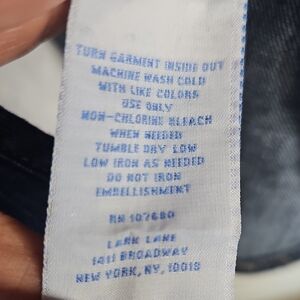 TURN GARMENT INSIDE OUT
MACHINE WASH COLD
WITH LIKE COLORS
USE ONLY
NON-CHLORINE BLEACH
WHEN NEEDED
TUMBLE DRY LOW
LOW IRON AS NEEDED
DO NOT IRON
EMBELLISHMENT
RN 107680
LARK LANE
1411 BROADWAY
NEW YORK, NY, 10018